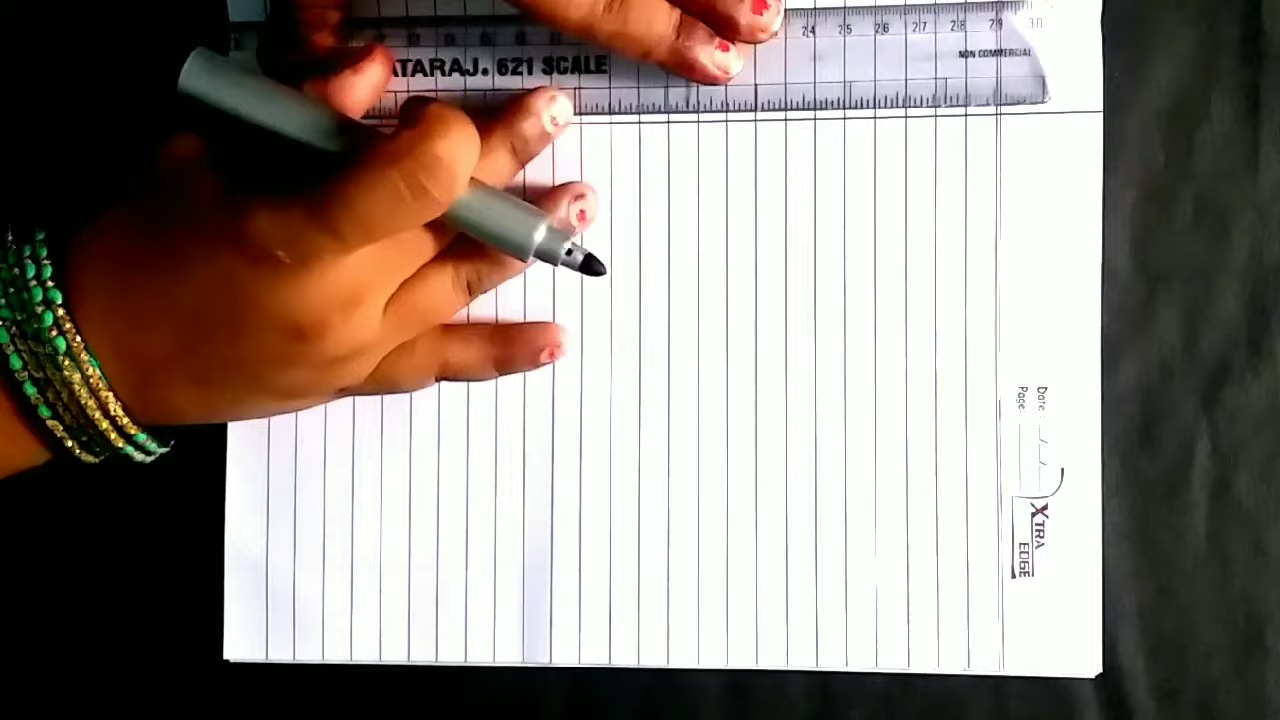 24 25 26 27 28 29 30
NON COMMERCIAL
ATARAJ. 621 SCALE
Date : / /
Page:
XTRA
EDGE